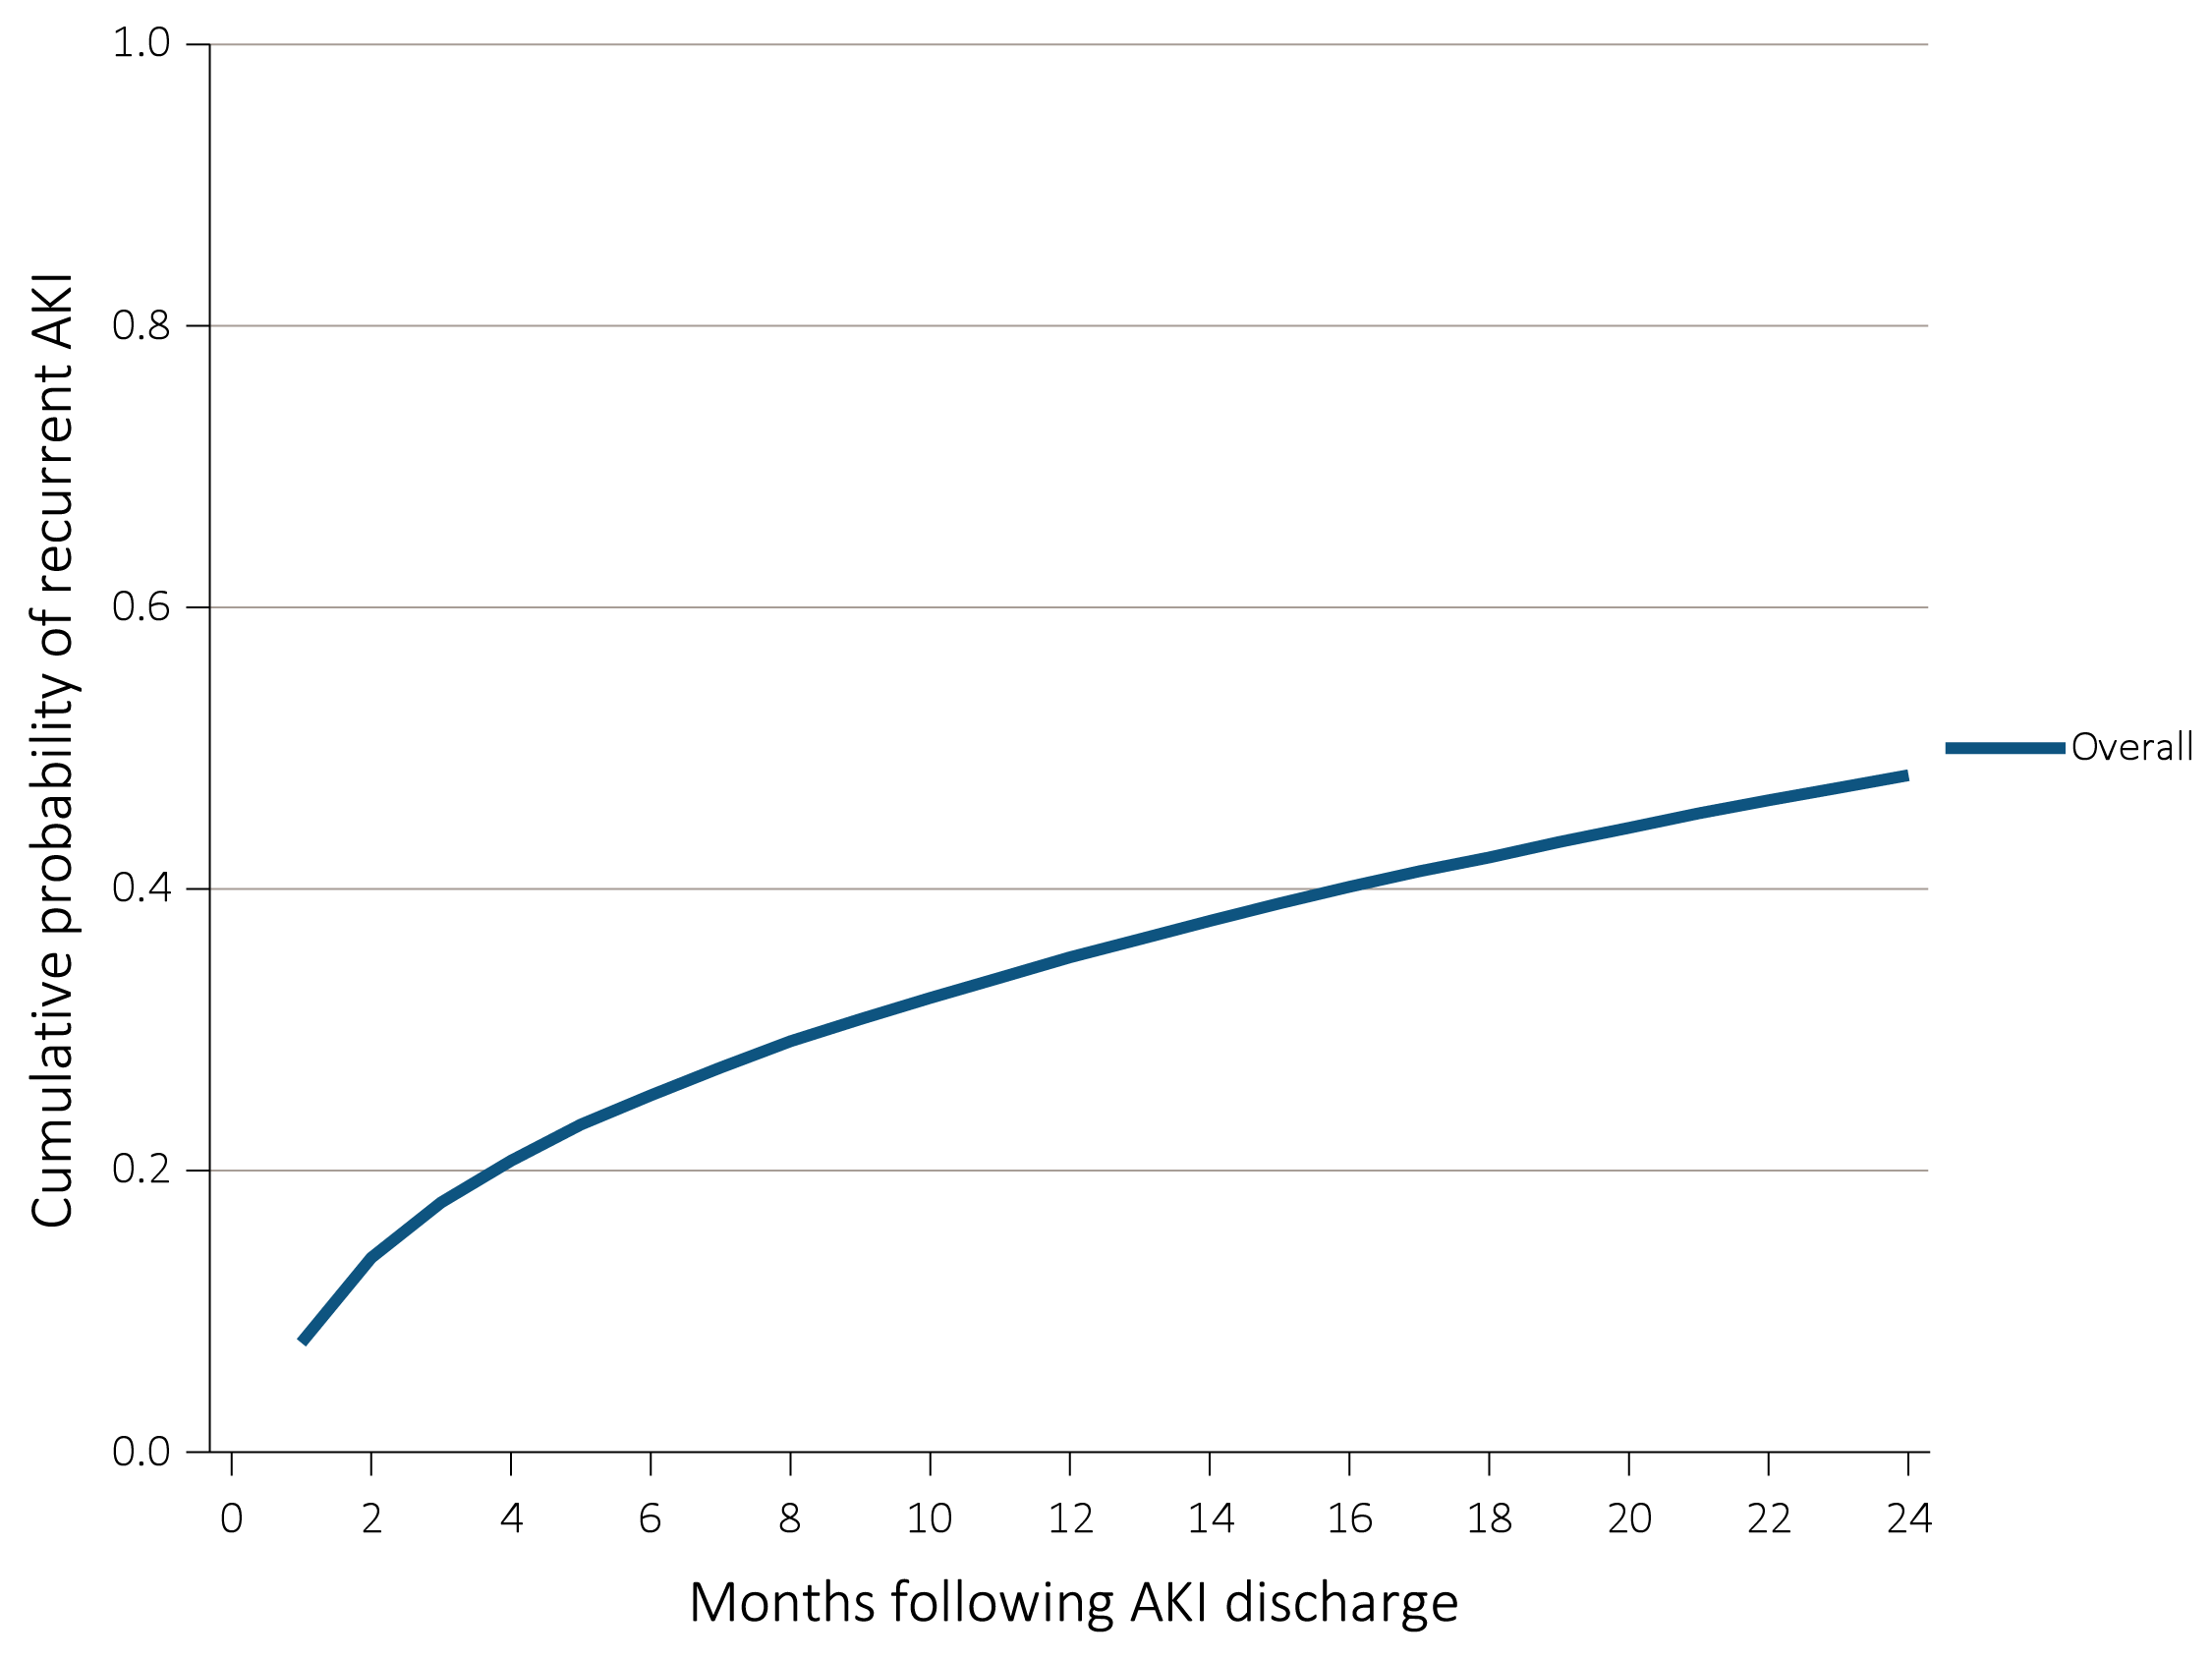 Cumulative probability of recurrent AKI
1.0
0.8
0.6
0.4
0.2
0.0
0 2 4 6 8 10 12 14 16 18 20 22 24
Months following AKI discharge
Overall